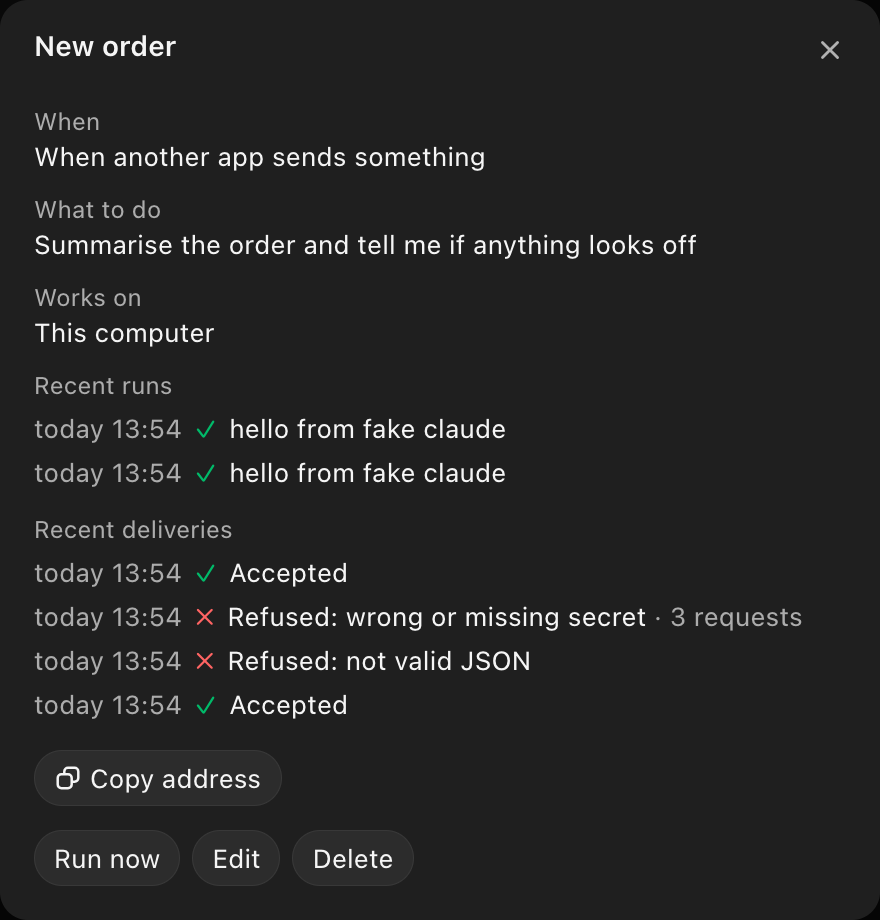 New order
When
When another app sends something
What to do
Summarise the order and tell me if anything looks off
Works on
This computer
Recent runs
today 13:54 ✓ hello from fake claude
today 13:54 ✓ hello from fake claude
Recent deliveries
today 13:54 ✓ Accepted
today 13:54 ✕ Refused: wrong or missing secret · 3 requests
today 13:54 ✕ Refused: not valid JSON
today 13:54 ✓ Accepted
Copy address
Run now Edit Delete